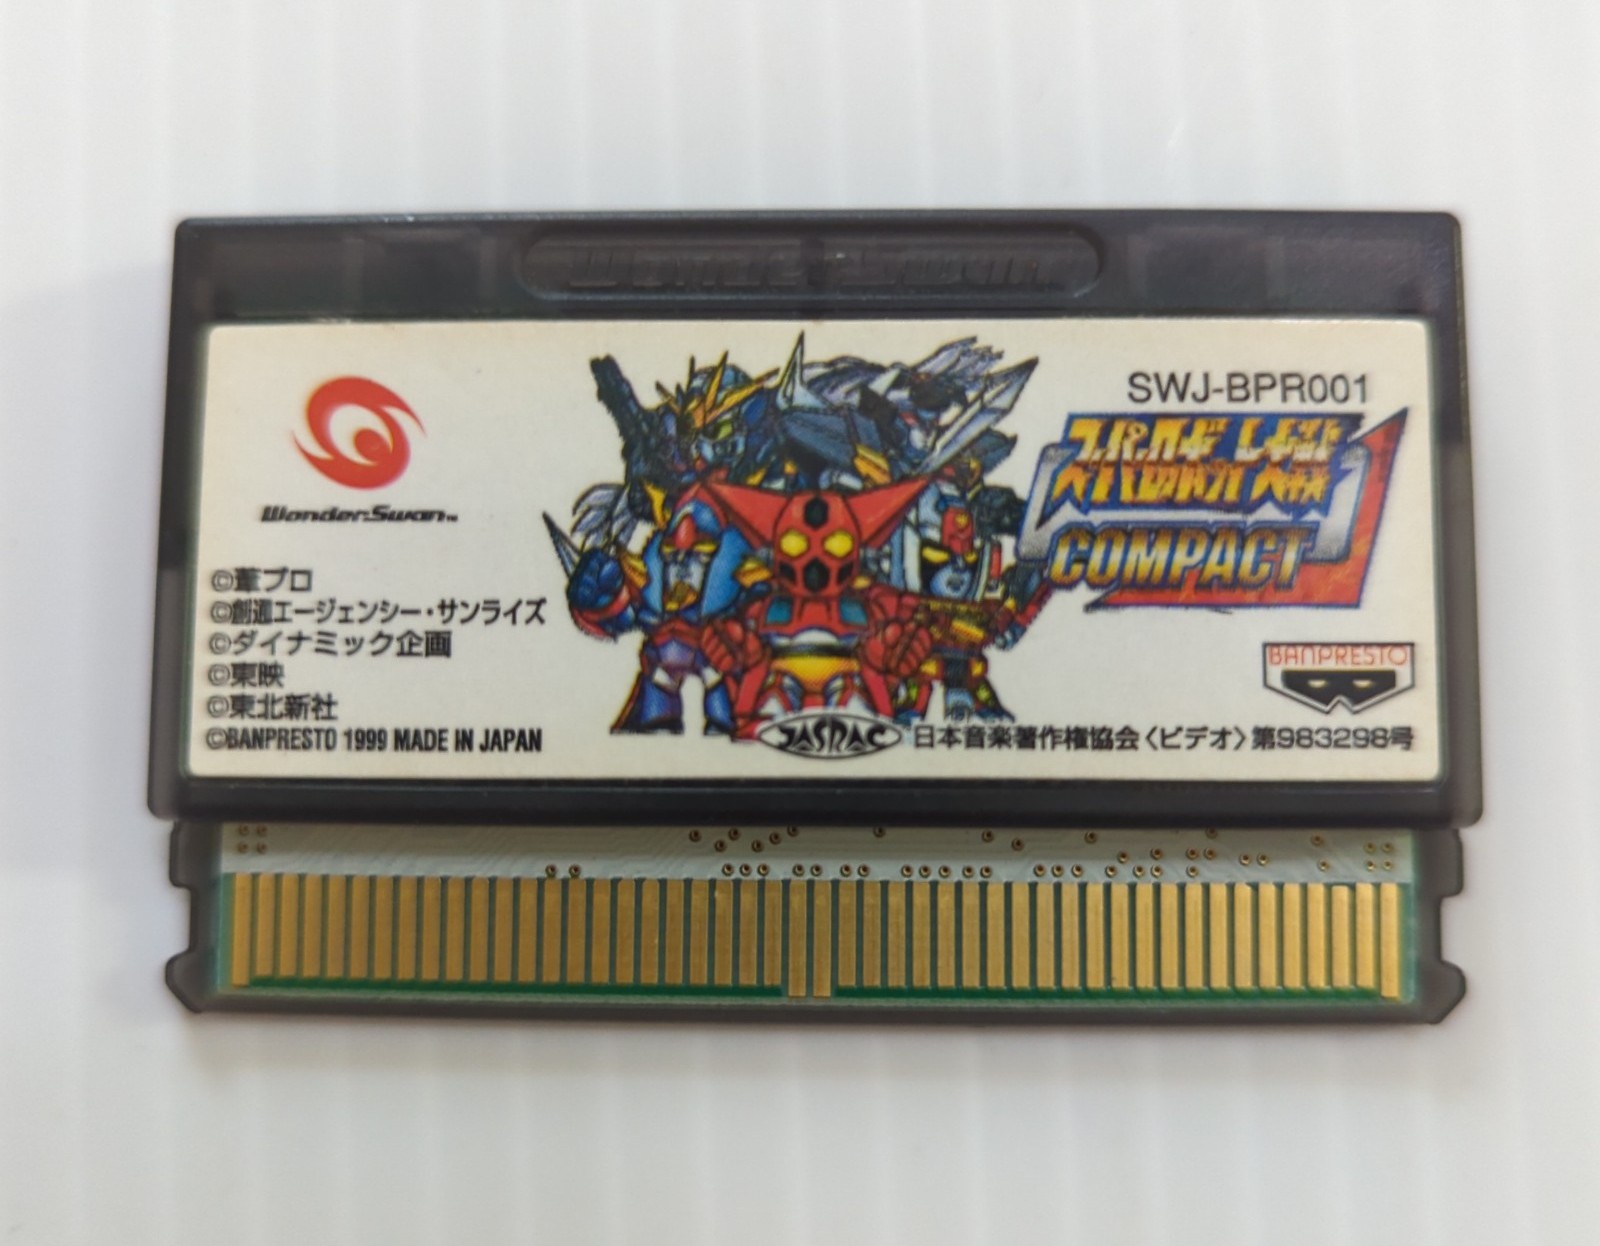 WonderSwan
WonderSwan™
SWJ-BPR001
スーパーロボット大戦
COMPACT
©葦プロ
©創通エージェンシー・サンライズ
©ダイナミック企画
©東映
©東北新社
©BANPRESTO 1999 MADE IN JAPAN
BANPRESTO
JASRAC
日本音楽著作権協会〈ビデオ〉第983298号